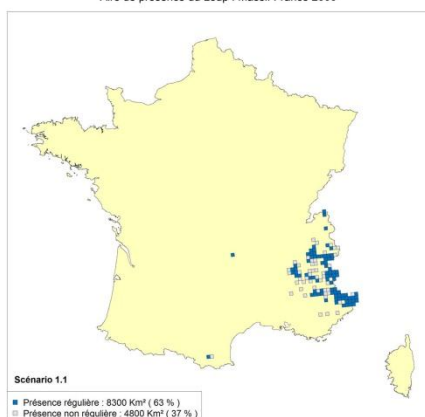 Aire de présence du Loup : Massif France 2000
Scénario 1.1
Présence régulière : 8300 Km² ( 63 % )
Présence non régulière : 4800 Km² ( 37 % )